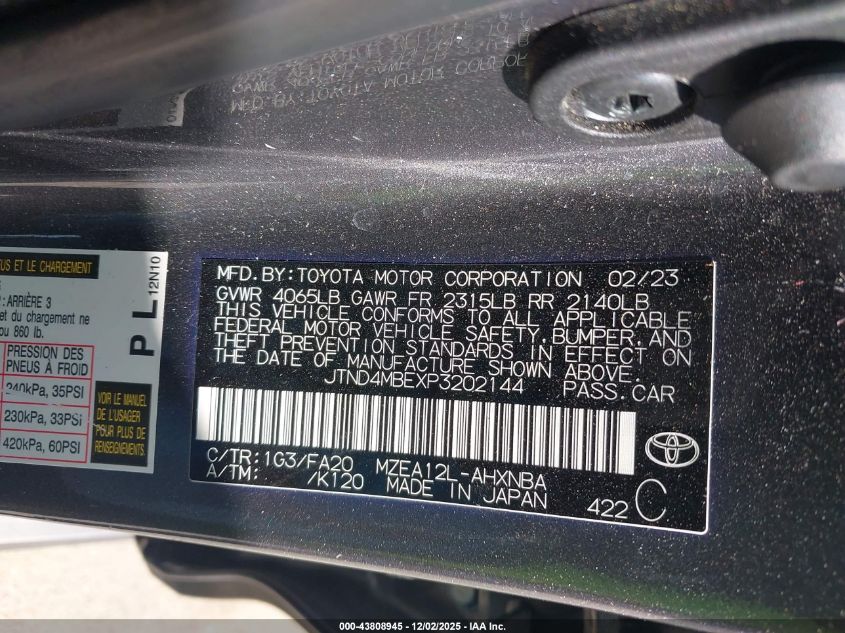 US ET LE CHARGEMENT
: ARRIÈRE 3
et du chargement ne
ou 860 lb.
PRESSION DES
PNEUS À FROID
240kPa, 35PSI
230kPa, 33PSI
420kPa, 60PSI
VOIR LE MANUEL
DE L'USAGER
POUR PLUS DE
RENSEIGNEMENTS.
P L
12N10
MFD.BY:TOYOTA MOTOR CORPORATION 02/23
GVWR 4065LB GAWR FR 2315LB RR 2140LB
THIS VEHICLE CONFORMS TO ALL APPLICABLE
FEDERAL MOTOR VEHICLE SAFETY,BUMPER,AND
THEFT PREVENTION STANDARDS IN EFFECT ON
THE DATE OF MANUFACTURE SHOWN ABOVE.
JTND4MBEXP3202144 PASS.CAR
C/TR:1G3/FA20 MZEA12L-AHXNBA
A/TM: /K120 MADE IN JAPAN
422 C
000-43808945 - 12/02/2025 - IAA Inc.